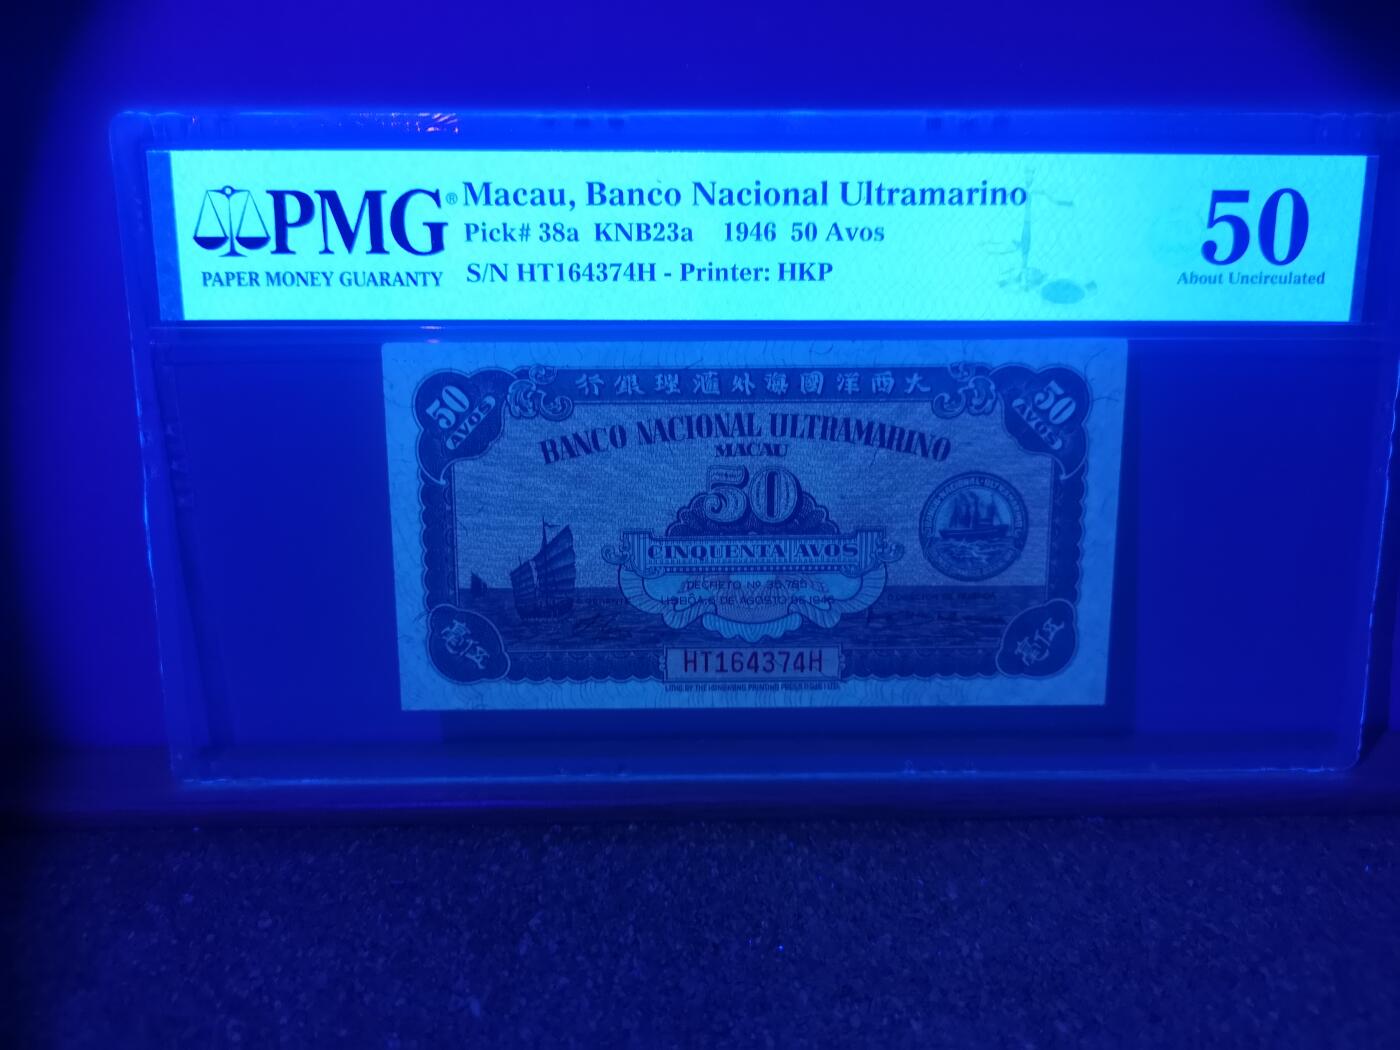 PMG®
PAPER MONEY GUARANTY
Macau, Banco Nacional Ultramarino
Pick# 38a KNB23a 1946 50 Avos
S/N HT164374H - Printer: HKP
50
About Uncirculated
行銀理滙外海國洋西大
50 AVOS
50 AVOS
BANCO NACIONAL ULTRAMARINO
MACAU
50
CINQUENTA AVOS
DECRETO Nº 35.785
LISBOA, 6 DE AGOSTO DE 1946
毫伍
毫伍
HT164374H